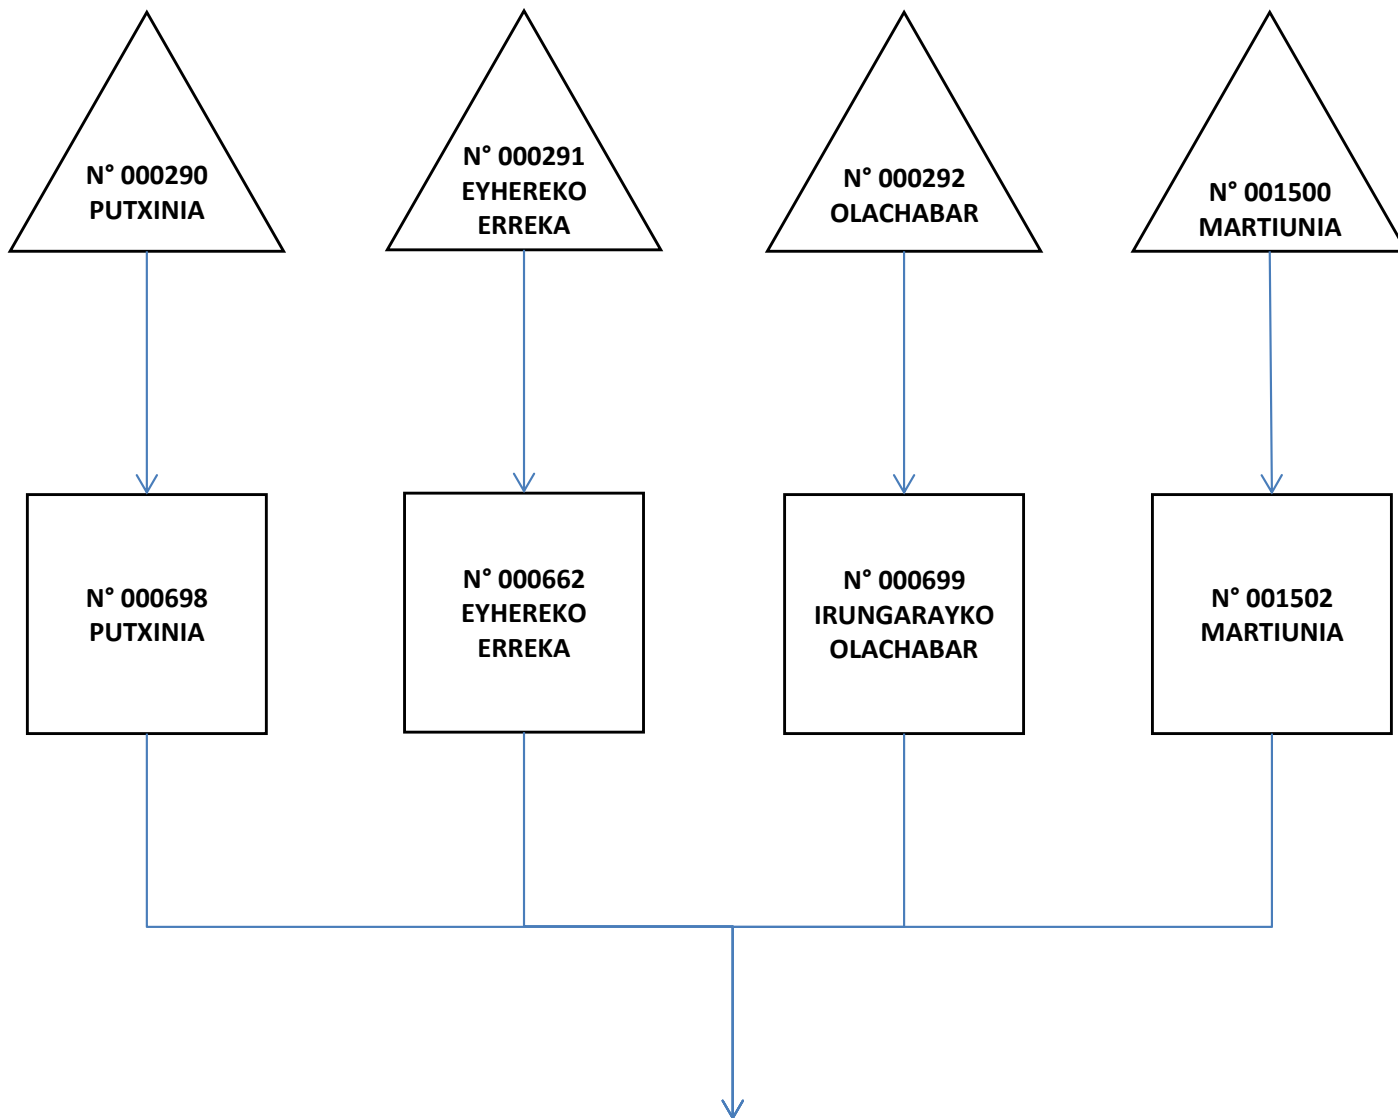 N° 000290
PUTXINIA
N° 000291
EYHEREKO
ERREKA
N° 000292
OLACHABAR
N° 001500
MARTIUNIA
N° 000698
PUTXINIA
N° 000662
EYHEREKO
ERREKA
N° 000699
IRUNGARAYKO
OLACHABAR
N° 001502
MARTIUNIA